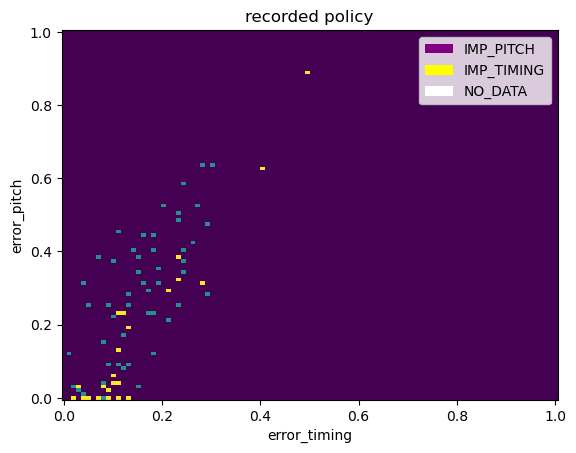 recorded policy
IMP_PITCH
IMP_TIMING
NO_DATA
1.0
0.8
0.6
0.4
0.2
0.0
error_pitch
0.0 0.2 0.4 0.6 0.8 1.0
error_timing